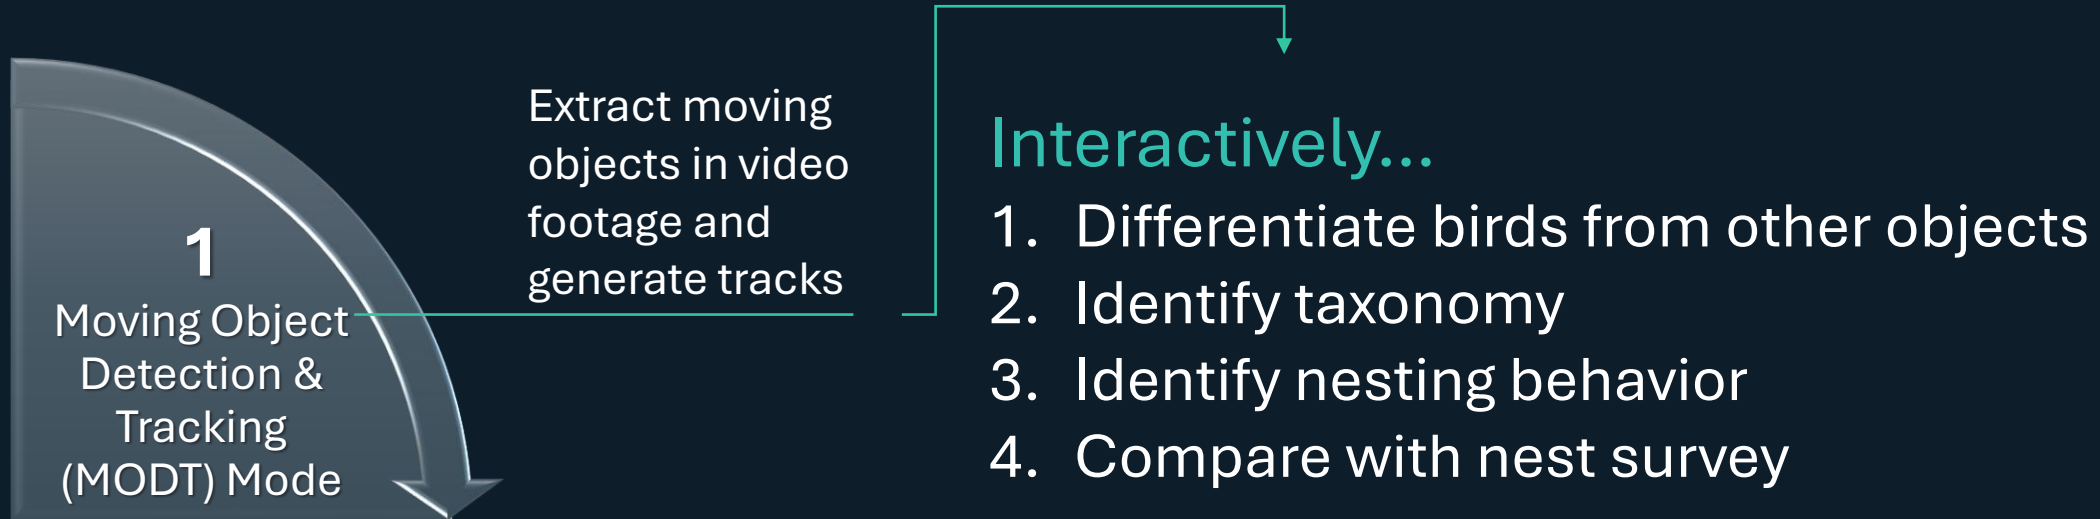 1
Moving Object
Detection &
Tracking
(MODT) Mode
Extract moving
objects in video
footage and
generate tracks
Interactively...
1. Differentiate birds from other objects
2. Identify taxonomy
3. Identify nesting behavior
4. Compare with nest survey